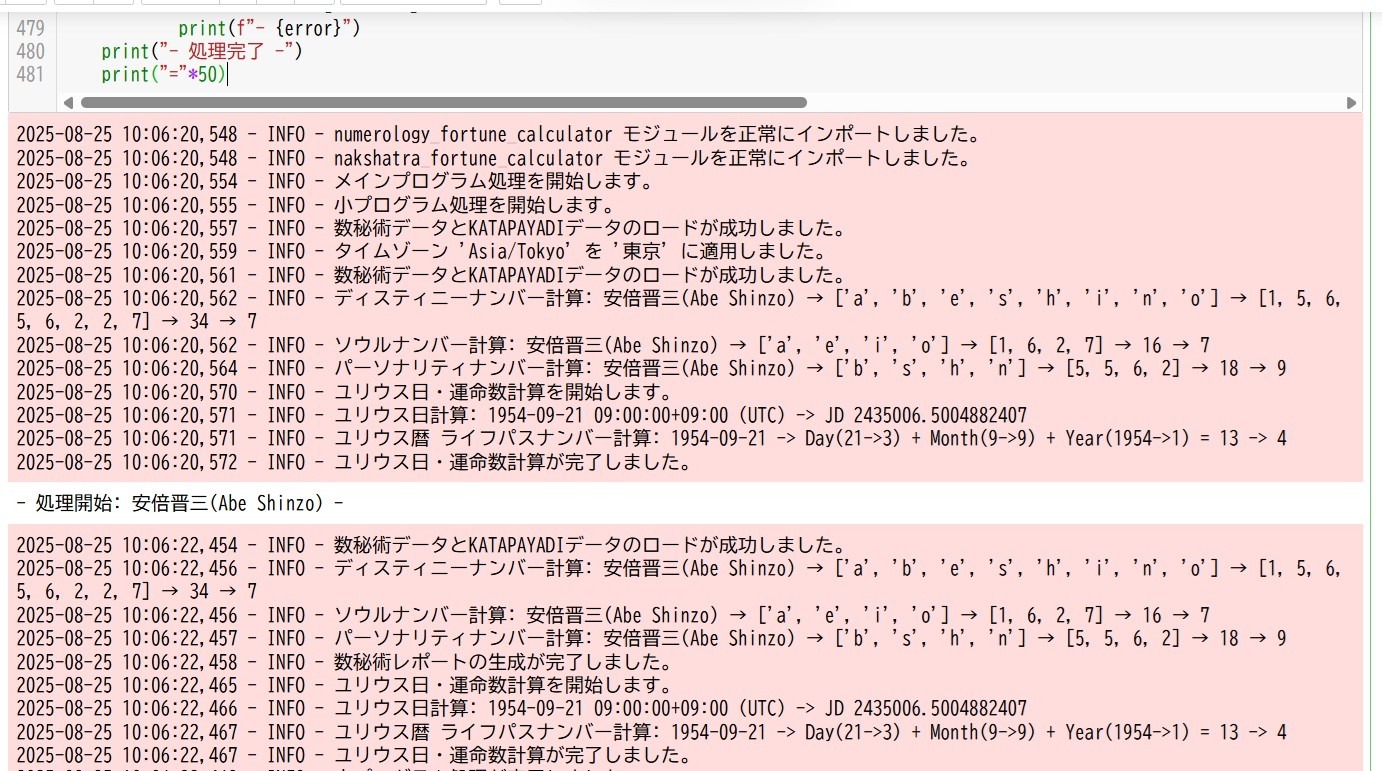 479 print(f"- {error}")
480 print("- 処理完了 -")
481 print("="*50)
2025-08-25 10:06:20,548 - INFO - numerology_fortune_calculator モジュールを正常にインポートしました。
2025-08-25 10:06:20,548 - INFO - nakshatra_fortune_calculator モジュールを正常にインポートしました。
2025-08-25 10:06:20,554 - INFO - メインプログラム処理を開始します。
2025-08-25 10:06:20,555 - INFO - 小プログラム処理を開始します。
2025-08-25 10:06:20,557 - INFO - 数秘術データとKATAPAYADIデータのロードが成功しました。
2025-08-25 10:06:20,559 - INFO - タイムゾーン 'Asia/Tokyo' を '東京' に適用しました。
2025-08-25 10:06:20,561 - INFO - 数秘術データとKATAPAYADIデータのロードが成功しました。
2025-08-25 10:06:20,562 - INFO - ディスティニーナンバー計算: 安倍晋三(Abe Shinzo) → ['a', 'b', 'e', 's', 'h', 'i', 'n', 'o'] → [1, 5, 6,
5, 6, 2, 2, 7] → 34 → 7
2025-08-25 10:06:20,562 - INFO - ソウルナンバー計算: 安倍晋三(Abe Shinzo) → ['a', 'e', 'i', 'o'] → [1, 6, 2, 7] → 16 → 7
2025-08-25 10:06:20,564 - INFO - パーソナリティナンバー計算: 安倍晋三(Abe Shinzo) → ['b', 's', 'h', 'n'] → [5, 5, 6, 2] → 18 → 9
2025-08-25 10:06:20,570 - INFO - ユリウス日・運命数計算を開始します。
2025-08-25 10:06:20,571 - INFO - ユリウス日計算: 1954-09-21 09:00:00+09:00 (UTC) -> JD 2435006.5004882407
2025-08-25 10:06:20,571 - INFO - ユリウス暦 ライフパスナンバー計算: 1954-09-21 -> Day(21->3) + Month(9->9) + Year(1954->1) = 13 -> 4
2025-08-25 10:06:20,572 - INFO - ユリウス日・運命数計算が完了しました。
- 処理開始: 安倍晋三(Abe Shinzo) -
2025-08-25 10:06:22,454 - INFO - 数秘術データとKATAPAYADIデータのロードが成功しました。
2025-08-25 10:06:22,456 - INFO - ディスティニーナンバー計算: 安倍晋三(Abe Shinzo) → ['a', 'b', 'e', 's', 'h', 'i', 'n', 'o'] → [1, 5, 6,
5, 6, 2, 2, 7] → 34 → 7
2025-08-25 10:06:22,456 - INFO - ソウルナンバー計算: 安倍晋三(Abe Shinzo) → ['a', 'e', 'i', 'o'] → [1, 6, 2, 7] → 16 → 7
2025-08-25 10:06:22,457 - INFO - パーソナリティナンバー計算: 安倍晋三(Abe Shinzo) → ['b', 's', 'h', 'n'] → [5, 5, 6, 2] → 18 → 9
2025-08-25 10:06:22,458 - INFO - 数秘術レポートの生成が完了しました。
2025-08-25 10:06:22,465 - INFO - ユリウス日・運命数計算を開始します。
2025-08-25 10:06:22,466 - INFO - ユリウス日計算: 1954-09-21 09:00:00+09:00 (UTC) -> JD 2435006.5004882407
2025-08-25 10:06:22,467 - INFO - ユリウス暦 ライフパスナンバー計算: 1954-09-21 -> Day(21->3) + Month(9->9) + Year(1954->1) = 13 -> 4
2025-08-25 10:06:22,467 - INFO - ユリウス日・運命数計算が完了しました。